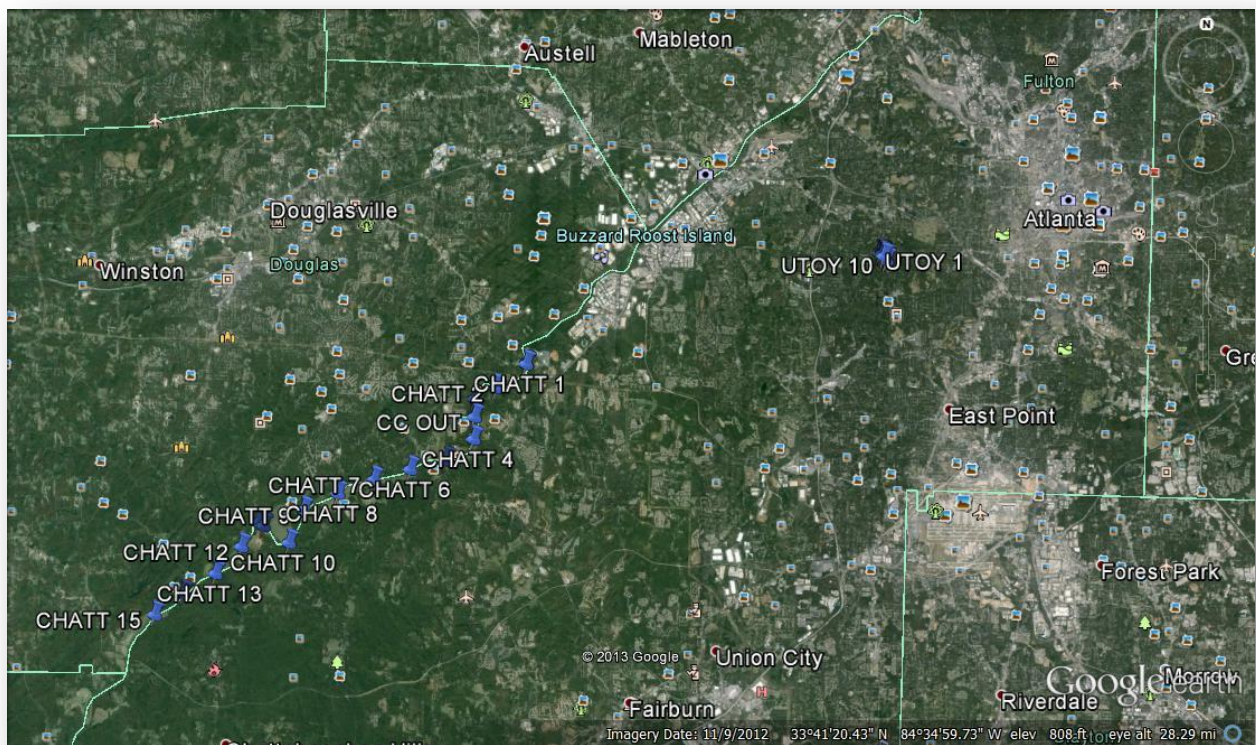 N
Mableton
Austell
Fulton
Douglasville
Atlanta
Buzzard Roost Island
Douglas
Winston
UTOY 10
UTOY 1
CHATT 1
CHATT 2
CC OUT
East Point
CHATT 4
CHATT 7
CHATT 6
CHATT 9
CHATT 8
CHATT 12
CHATT 10
Forest Park
CHATT 13
CHATT 15
© 2013 Google
Union City
Morrow
Google earth
Riverdale
Fairburn
H
Imagery Date: 11/9/2012 33°41'20.43" N 84°34'59.73" W elev 808 ft eye alt 28.29 mi